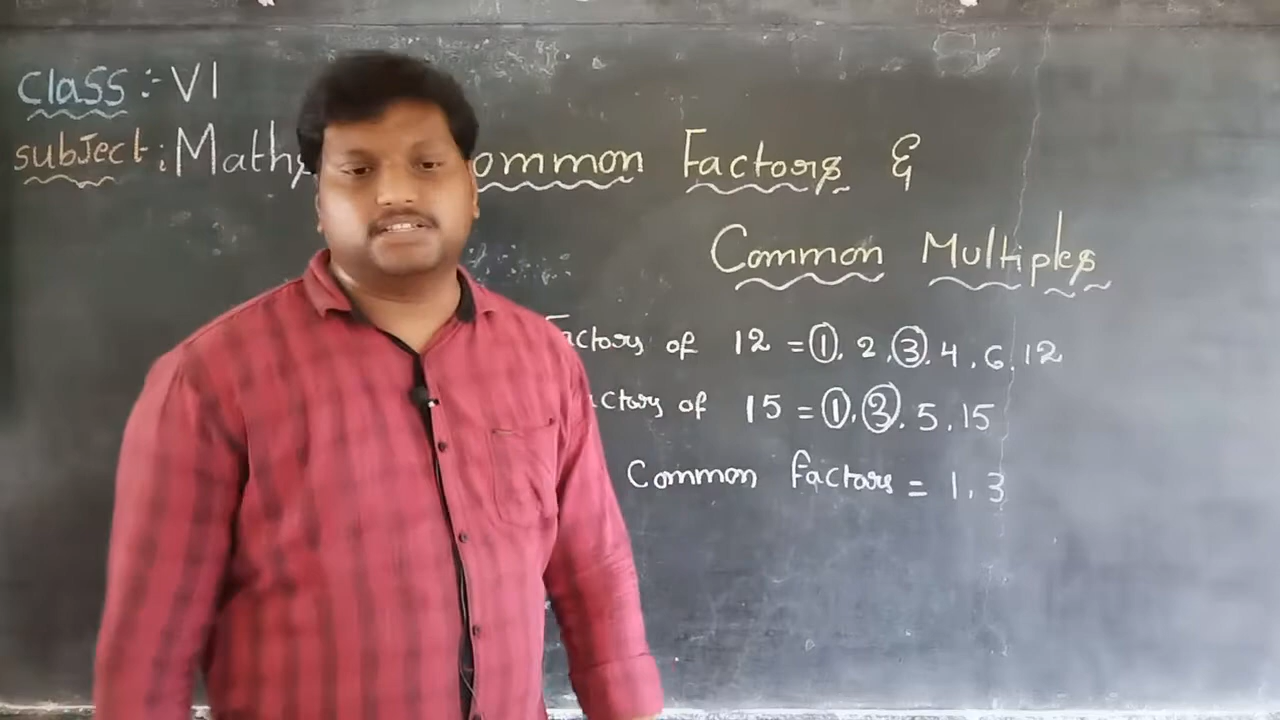 Class :- VI
subject : Maths
ommon Factors &
Common Multiples
Factors of 12 = 1, 2, 3, 4, 6, 12
actors of 15 = 1, 3, 5, 15
Common factors = 1, 3